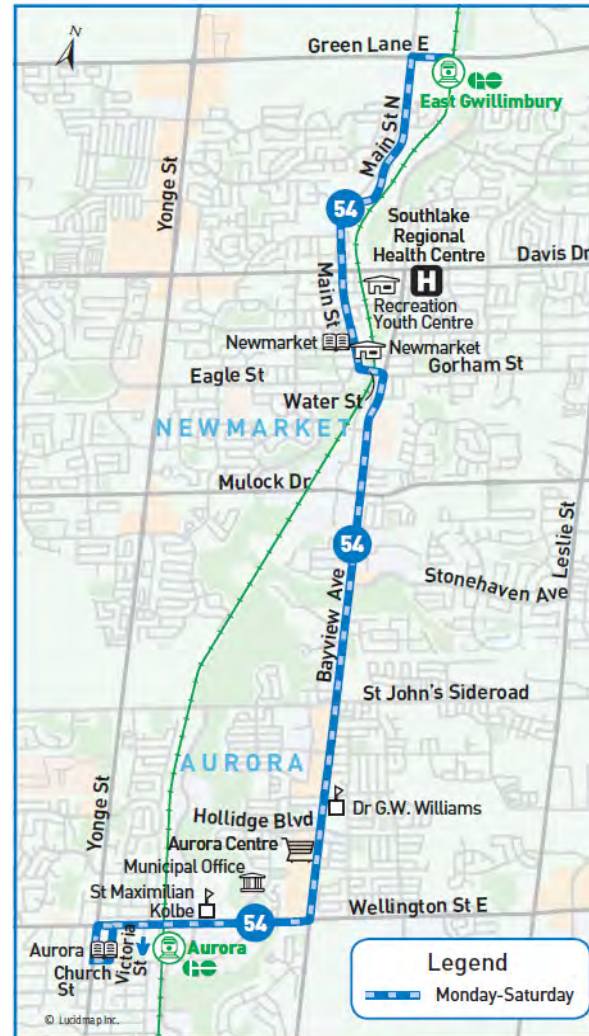 N
Green Lane E
GO
East Gwillimbury
Main St N
Yonge St
54
Southlake
Regional
Health Centre
H
Davis Dr
Main St
Recreation
Youth Centre
Newmarket
Newmarket
Eagle St
Gorham St
Water St
NEWMARKET
Mulock Dr
54
Leslie St
Stonehaven Ave
Bayview Ave
St John's Sideroad
AURORA
Yonge St
Hollidge Blvd
Dr G.W. Williams
Aurora Centre
Municipal Office
St Maximilian
Kolbe
54
Wellington St E
Aurora
Church
St
Victoria
St
Aurora
GO
Legend
Monday-Saturday
© Lucidmap Inc.